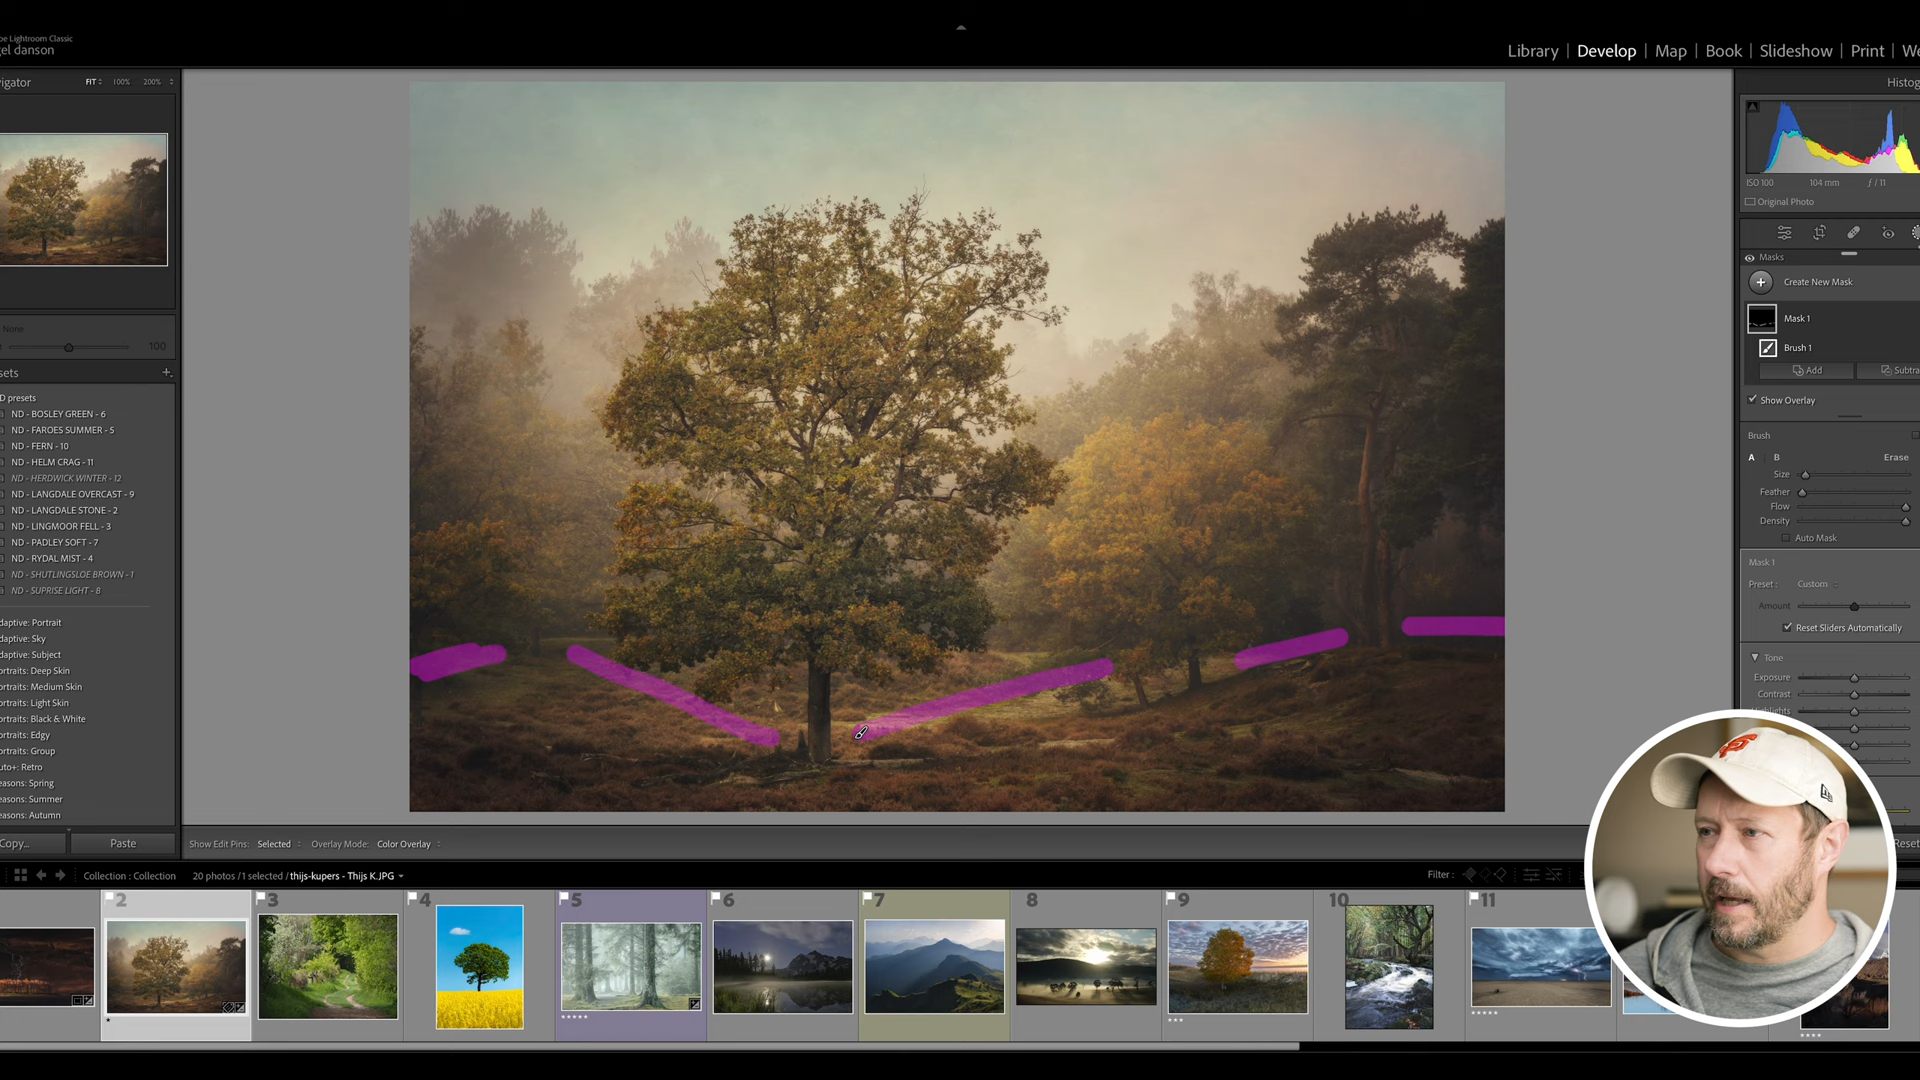 be Lightroom Classic
gel danson
Library | Develop | Map | Book | Slideshow | Print | We
vigator
FIT
100%
200%
None
100
sets
D presets
ND - BOSLEY GREEN - 6
ND - FAROES SUMMER - 5
ND - FERN - 10
ND - HELM CRAG - 11
ND - HERDWICK WINTER - 12
ND - LANGDALE OVERCAST - 9
ND - LANGDALE STONE - 2
ND - LINGMOOR FELL - 3
ND - PADLEY SOFT - 7
ND - RYDAL MIST - 4
ND - SHUTLINGSLOE BROWN - 1
ND - SUPRISE LIGHT - 8
daptive: Portrait
daptive: Sky
daptive: Subject
ortraits: Deep Skin
ortraits: Medium Skin
ortraits: Light Skin
ortraits: Black & White
ortraits: Edgy
ortraits: Group
uto+: Retro
easons: Spring
easons: Summer
easons: Autumn
Copy...
Paste
Show Edit Pins: Selected
Overlay Mode: Color Overlay
Collection : Collection
20 photos / 1 selected / thijs-kupers - Thijs K.JPG
Filter :
2
3
4
5
6
7
8
9
10
11
Histog
ISO 100
104 mm
ƒ / 11
Original Photo
Masks
Create New Mask
Mask 1
Brush 1
Add
Subtra
Show Overlay
Brush
A
B
Erase
Size
Feather
Flow
Density
Auto Mask
Mask 1
Preset : Custom
Amount
Reset Sliders Automatically
Tone
Exposure
Contrast
Highlights
Reset